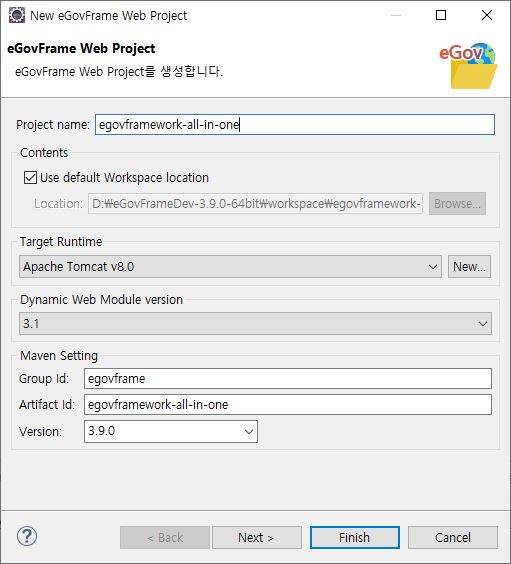 New eGovFrame Web Project
eGovFrame Web Project
eGovFrame Web Project를 생성합니다.
eGov
Project name: egovframework-all-in-one
Contents
Use default Workspace location
Location: D:₩eGovFrameDev-3.9.0-64bit₩workspace₩egovframework- Browse...
Target Runtime
Apache Tomcat v8.0 New...
Dynamic Web Module version
3.1
Maven Setting
Group Id: egovframe
Artifact Id: egovframework-all-in-one
Version: 3.9.0
? < Back Next > Finish Cancel